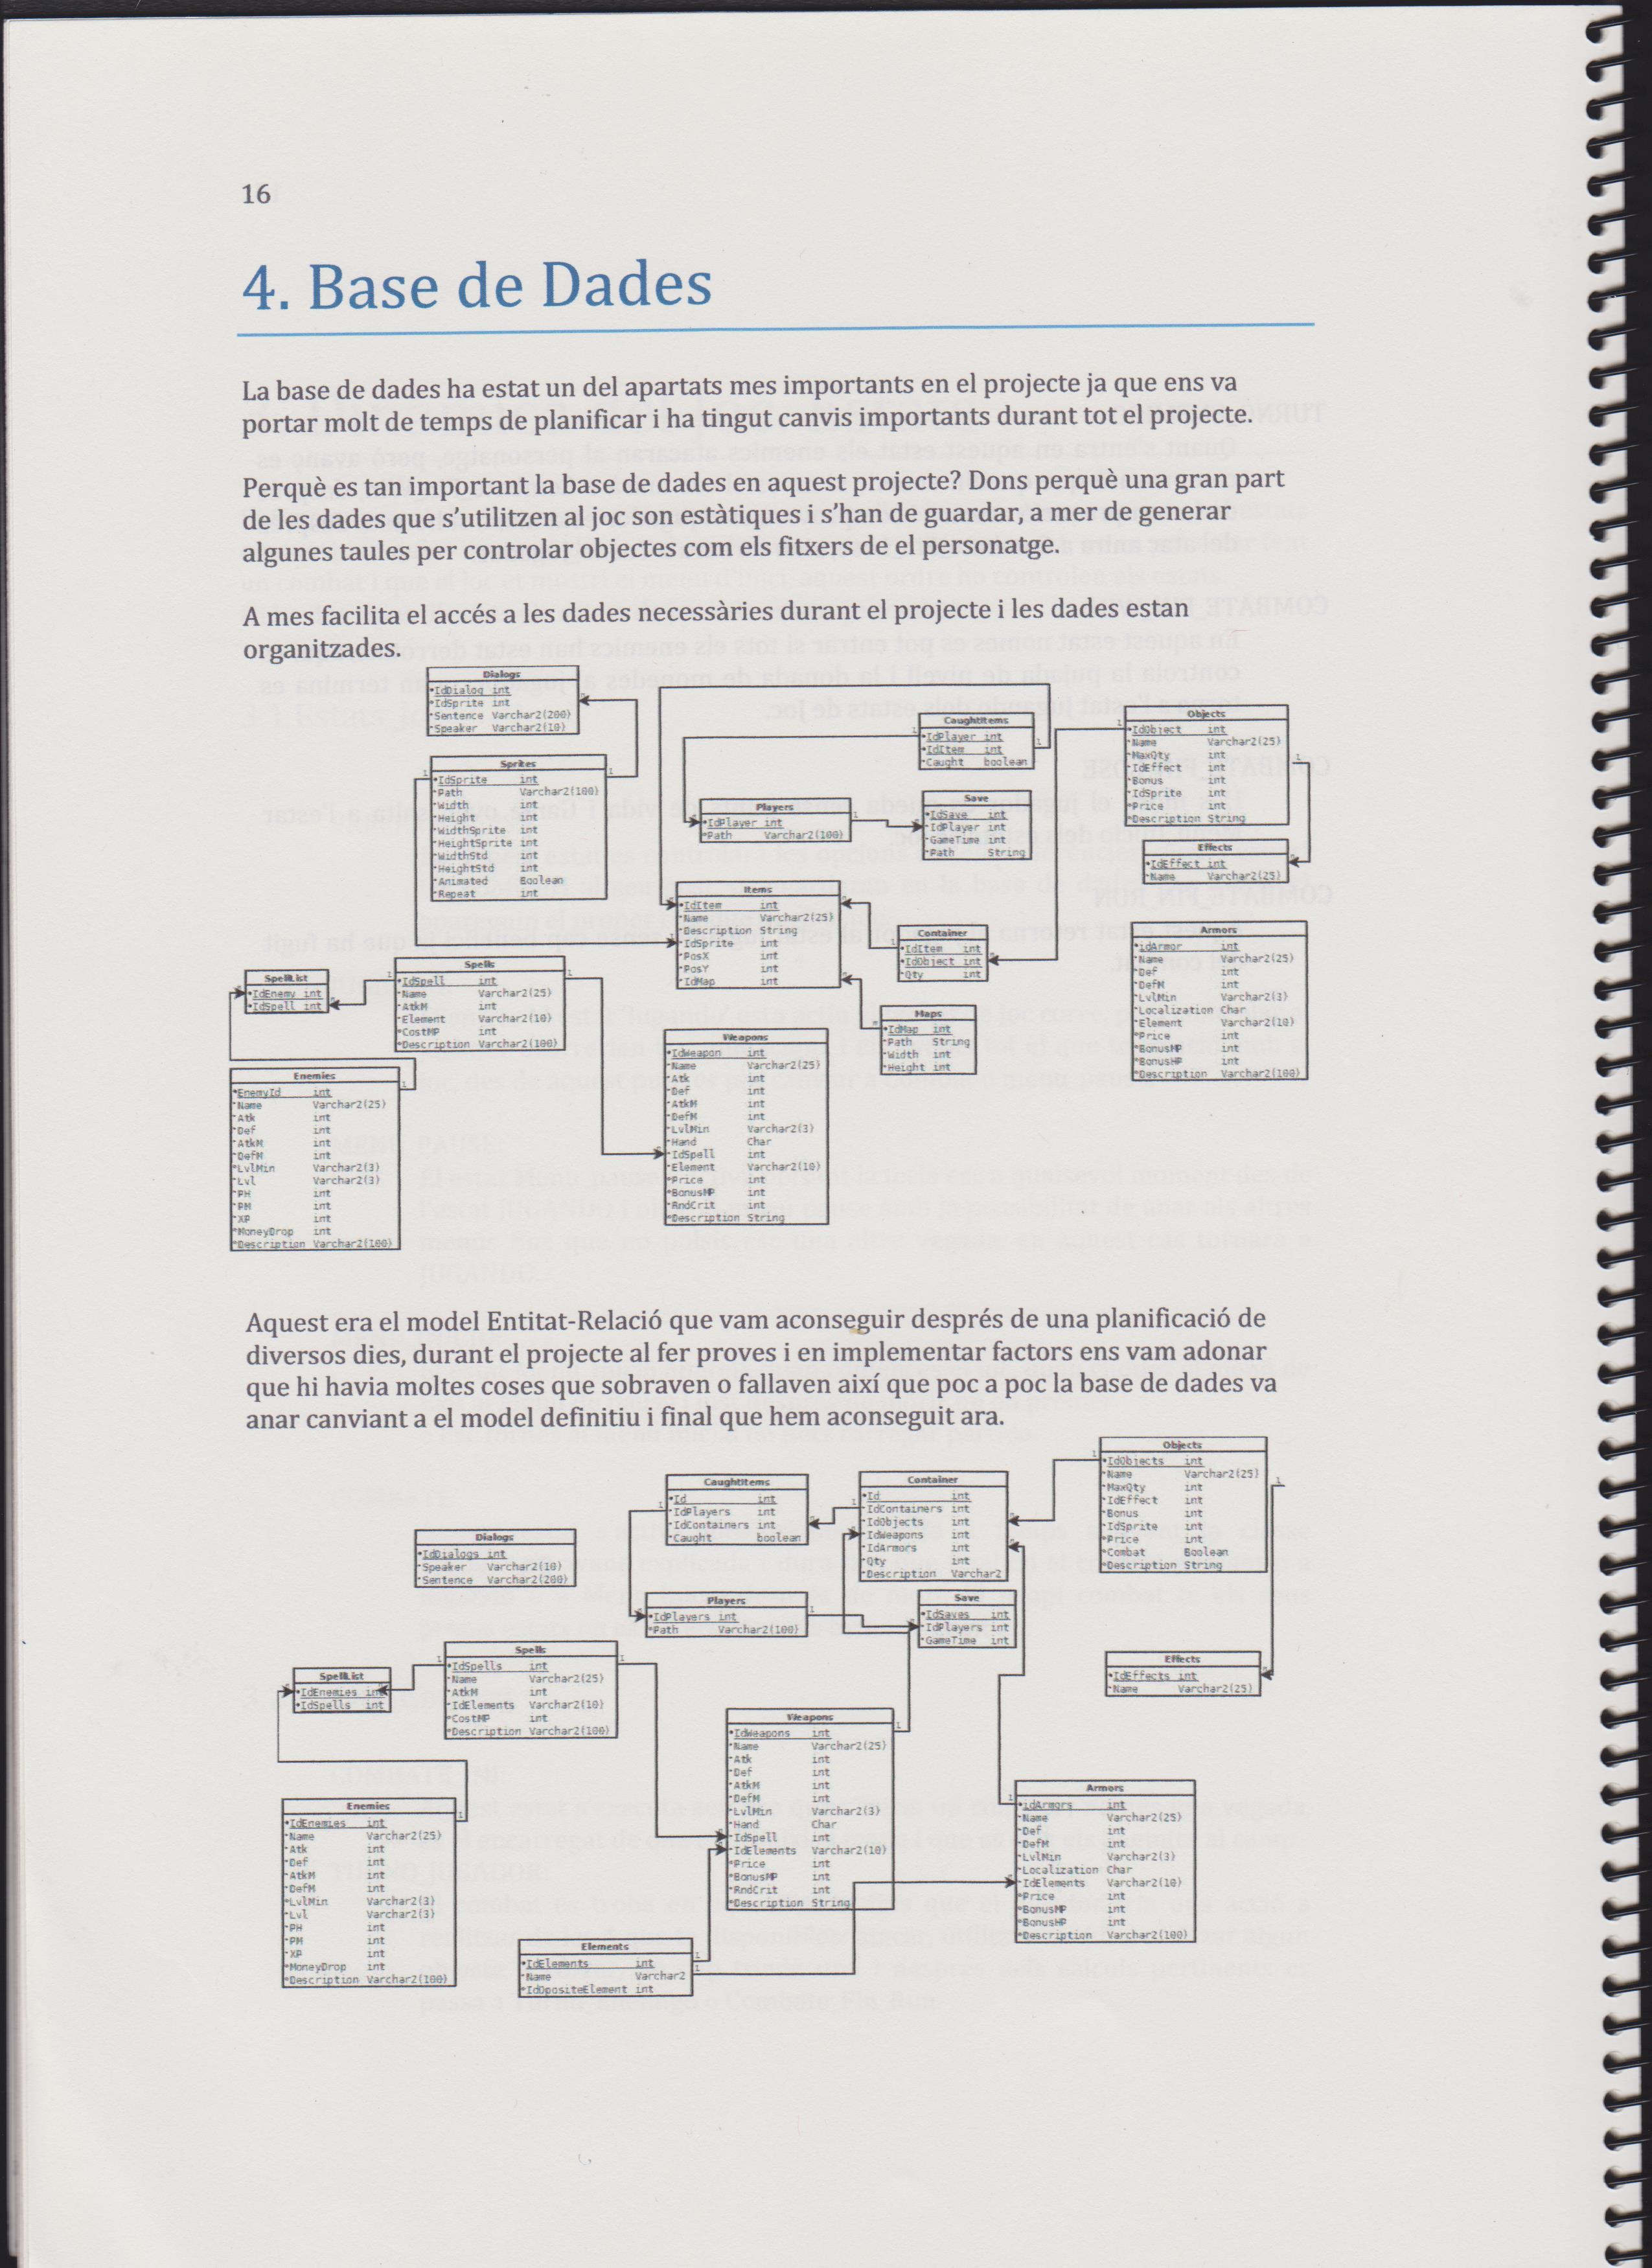 16
4. Base de Dades
La base de dades ha estat un del apartats mes importants en el projecte ja que ens va
portar molt de temps de planificar i ha tingut canvis importants durant tot el projecte.
Perquè es tan important la base de dades en aquest projecte? Dons perquè una gran part
de les dades que s'utilitzen al joc son estàtiques i s'han de guardar, a mer de generar
algunes taules per controlar objectes com els fitxers de el personatge.
A mes facilita el accés a les dades necessàries durant el projecte i les dades estan
organitzades.
Dialogs
IdDialog int
IdSprite int
Sentence Varchar2(200)
Speaker Varchar2(10)
Sprites
IdSprite int
Path Varchar2(100)
Width int
Height int
WidthSprite int
HeightSprite int
WidthStd int
HeightStd int
Animated Boolean
Repeat int
CaughtItems
IdPlayer int
IdItem int
Caught boolean
Objects
IdObject int
Name Varchar2(25)
MaxQty int
IdEffect int
Bonus int
IdSprite int
Price int
Description String
Players
IdPlayer int
Path Varchar2(100)
Save
IdSave int
IdPlayer int
GameTime int
Path String
Effects
IdEffect int
Name Varchar2(25)
Items
IdItem int
Name Varchar2(25)
Description String
IdSprite int
PosX int
PosY int
IdMap int
Container
IdItem int
IdObject int
Qty int
Armors
idArmor int
Name Varchar2(25)
Def int
DefM int
LvlMin Varchar2(3)
Localization Char
Element Varchar2(10)
Price int
BonusMP int
BonusHP int
Description Varchar2(100)
SpellList
IdEnemy int
IdSpell int
Spells
IdSpell int
Name Varchar2(25)
AtkM int
Element Varchar2(10)
CostMP int
Description Varchar2(100)
Maps
IdMap int
Path String
Width int
Height int
Weapons
IdWeapon int
Name Varchar2(25)
Atk int
Def int
AtkM int
DefM int
LvlMin Varchar2(3)
Hand Char
IdSpell int
Element Varchar2(10)
Price int
BonusMP int
RndCrit int
Description String
Enemies
EnemyId int
Name Varchar2(25)
Atk int
Def int
AtkM int
DefM int
LvlMin Varchar2(3)
Lvl Varchar2(3)
PH int
PM int
XP int
MoneyDrop int
Description Varchar2(100)
Aquest era el model Entitat-Relació que vam aconseguir després de una planificació de
diversos dies, durant el projecte al fer proves i en implementar factors ens vam adonar
que hi havia moltes coses que sobraven o fallaven així que poc a poc la base de dades va
anar canviant a el model definitiu i final que hem aconseguit ara.
CaughtItems
Id int
IdPlayers int
IdContainers int
Caught boolean
Container
Id int
IdContainers int
IdObjects int
IdWeapons int
IdArmors int
Qty int
Description Varchar2
Objects
IdObjects int
Name Varchar2(25)
MaxQty int
IdEffect int
Bonus int
IdSprite int
Price int
Combat Boolean
Description String
Dialogs
IdDialogs int
Speaker Varchar2(10)
Sentence Varchar2(200)
Players
IdPlayers int
Path Varchar2(100)
Save
IdSaves int
IdPlayers int
GameTime int
Effects
IdEffects int
Name Varchar2(25)
SpellList
IdEnemies int
IdSpells int
Spells
IdSpells int
Name Varchar2(25)
AtkM int
IdElements Varchar2(10)
CostMP int
Description Varchar2(100)
Weapons
IdWeapons int
Name Varchar2(25)
Atk int
Def int
AtkM int
DefM int
LvlMin Varchar2(3)
Hand Char
IdSpell int
IdElements Varchar2(10)
Price int
BonusMP int
RndCrit int
Description String
Armors
idArmors int
Name Varchar2(25)
Def int
DefM int
LvlMin Varchar2(3)
Localization Char
IdElements Varchar2(10)
Price int
BonusMP int
BonusHP int
Description Varchar2(100)
Enemies
IdEnemies int
Name Varchar2(25)
Atk int
Def int
AtkM int
DefM int
LvlMin Varchar2(3)
Lvl Varchar2(3)
PH int
PM int
XP int
MoneyDrop int
Description Varchar2(100)
Elements
IdElements int
Name Varchar2
IdOpositeElement int